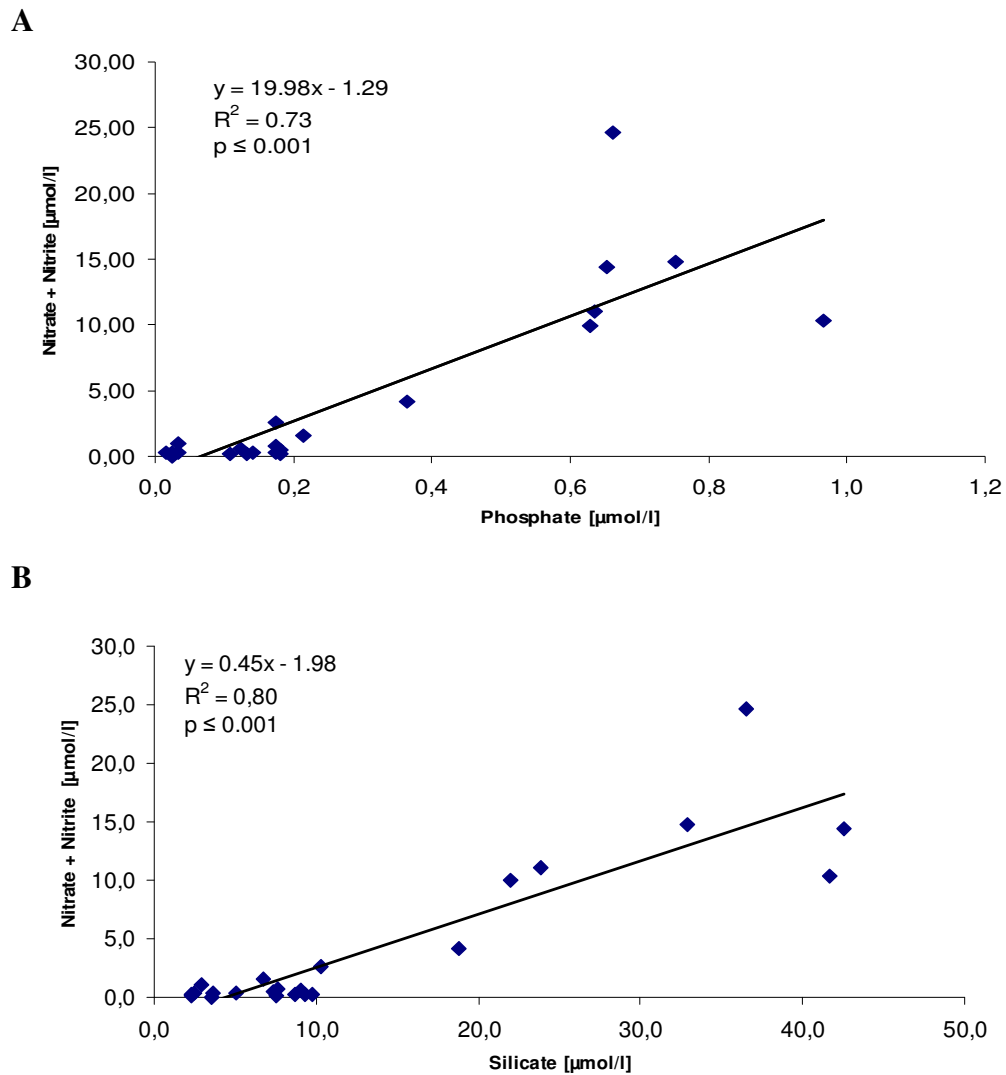 A
30,00
25,00
20,00
15,00
10,00
5,00
0,00
Nitrate + Nitrite [µmol/l]
y = 19.98x - 1.29
R² = 0.73
p ≤ 0.001
0,0 0,2 0,4 0,6 0,8 1,0 1,2
Phosphate [µmol/l]
B
30,0
25,0
20,0
15,0
10,0
5,0
0,0
Nitrate + Nitrite [µmol/l]
y = 0.45x - 1.98
R² = 0,80
p ≤ 0.001
0,0 10,0 20,0 30,0 40,0 50,0
Silicate [µmol/l]